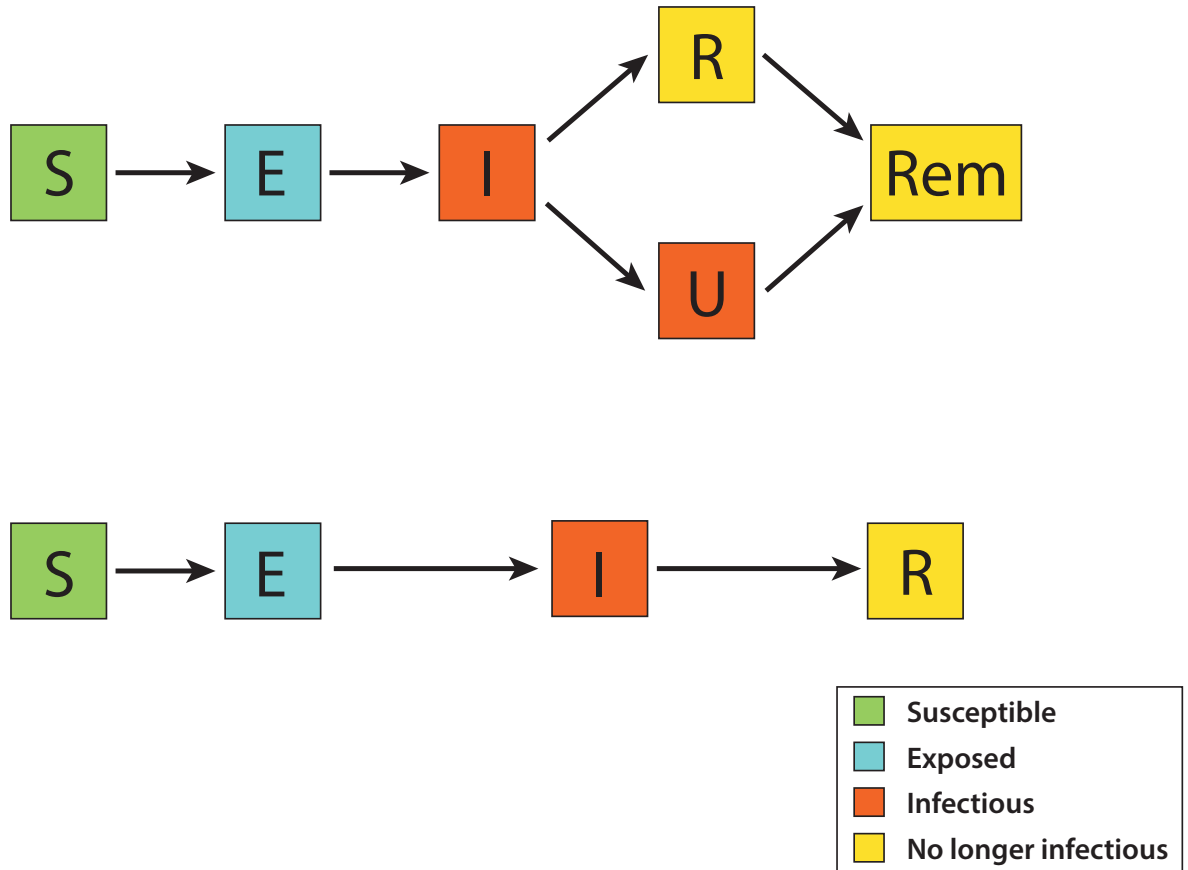 R
S
E
I
Rem
U
S
E
I
R
Susceptible
Exposed
Infectious
No longer infectious